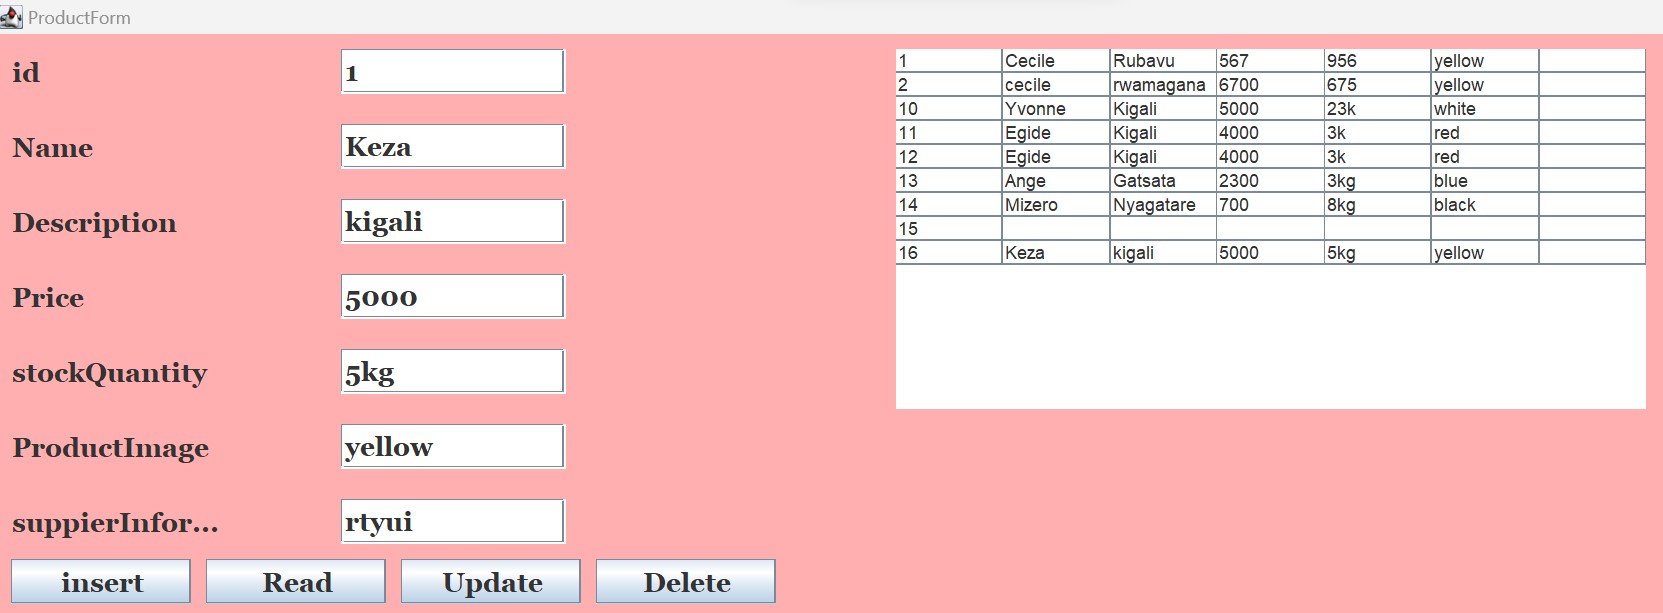 ProductForm
id 1
Name Keza
Description kigali
Price 5000
stockQuantity 5kg
ProductImage yellow
suppierInfor... rtyui
insert Read Update Delete
1 Cecile Rubavu 567 956 yellow
2 cecile rwamagana 6700 675 yellow
10 Yvonne Kigali 5000 23k white
11 Egide Kigali 4000 3k red
12 Egide Kigali 4000 3k red
13 Ange Gatsata 2300 3kg blue
14 Mizero Nyagatare 700 8kg black
15
16 Keza kigali 5000 5kg yellow